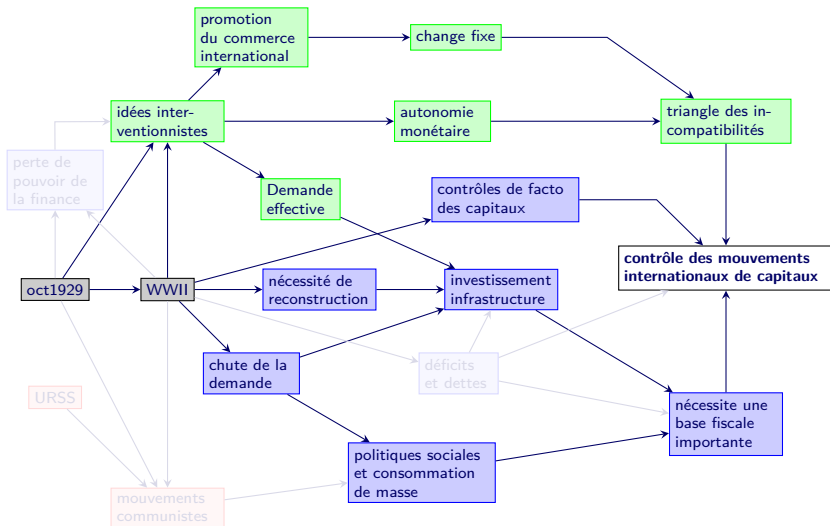 promotion
du commerce
international
change fixe
idées inter-
ventionnistes
autonomie
monétaire
triangle des in-
compatibilités
perte de
pouvoir de
la finance
Demande
effective
contrôles de facto
des capitaux
contrôle des mouvements
internationaux de capitaux
oct1929
WWII
nécessité de
reconstruction
investissement
infrastructure
chute de la
demande
déficits
et dettes
URSS
nécessite une
base fiscale
importante
politiques sociales
et consommation
de masse
mouvements
communistes